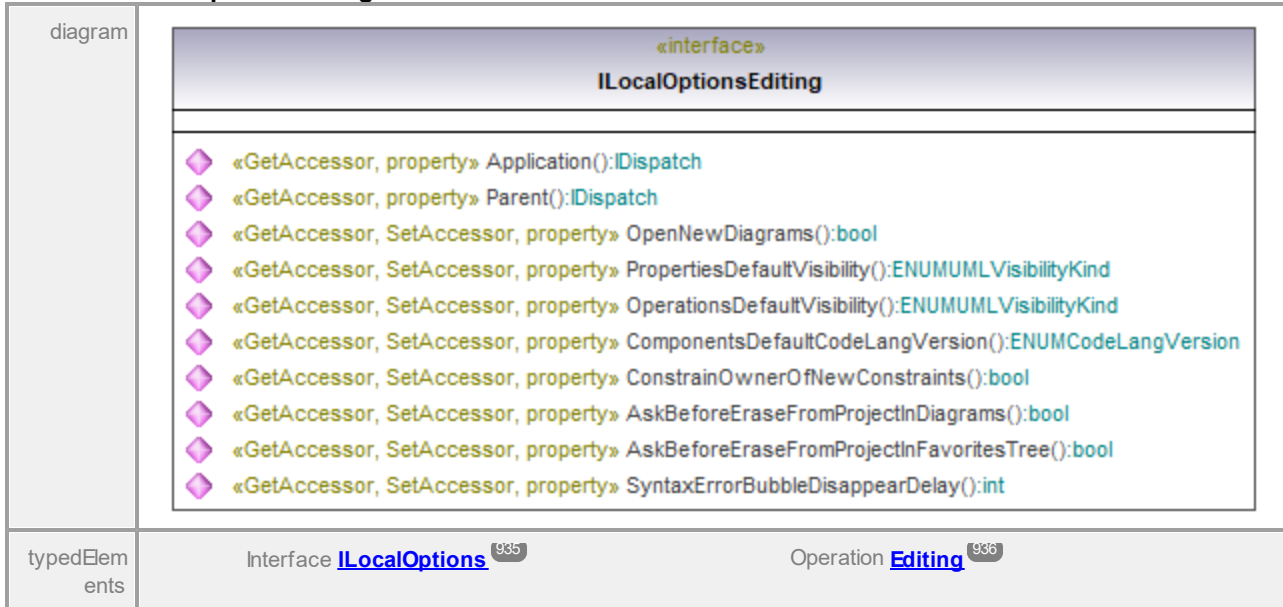 diagram
«interface»
ILocalOptionsEditing
«GetAccessor, property» Application():IDispatch
«GetAccessor, property» Parent():IDispatch
«GetAccessor, SetAccessor, property» OpenNewDiagrams():bool
«GetAccessor, SetAccessor, property» PropertiesDefaultVisibility():ENUMUMLVisibilityKind
«GetAccessor, SetAccessor, property» OperationsDefaultVisibility():ENUMUMLVisibilityKind
«GetAccessor, SetAccessor, property» ComponentsDefaultCodeLangVersion():ENUMCodeLangVersion
«GetAccessor, SetAccessor, property» ConstrainOwnerOfNewConstraints():bool
«GetAccessor, SetAccessor, property» AskBeforeEraseFromProjectInDiagrams():bool
«GetAccessor, SetAccessor, property» AskBeforeEraseFromProjectInFavoritesTree():bool
«GetAccessor, SetAccessor, property» SyntaxErrorBubbleDisappearDelay():int
typedElem
ents
Interface ILocalOptions 935 Operation Editing 936